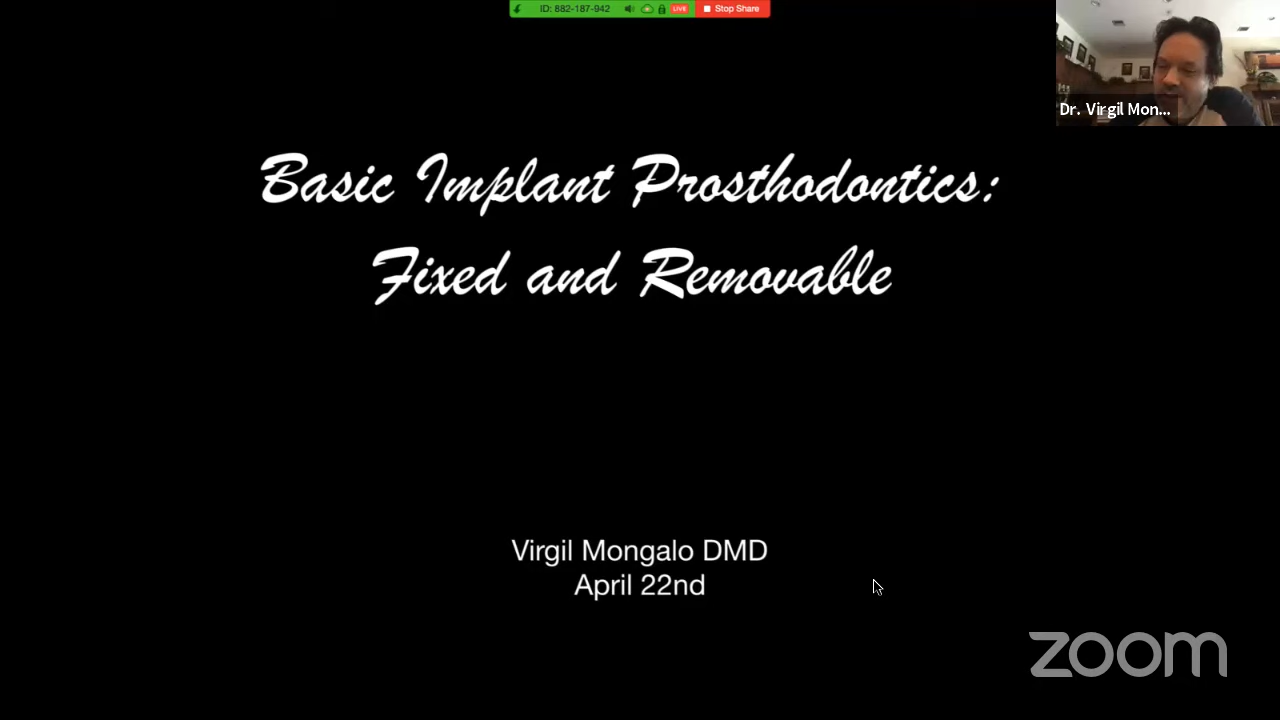 ID: 882-187-942 LIVE Stop Share
Dr. Virgil Mon...
Basic Implant Prosthodontics:
Fixed and Removable
Virgil Mongalo DMD
April 22nd
zoom